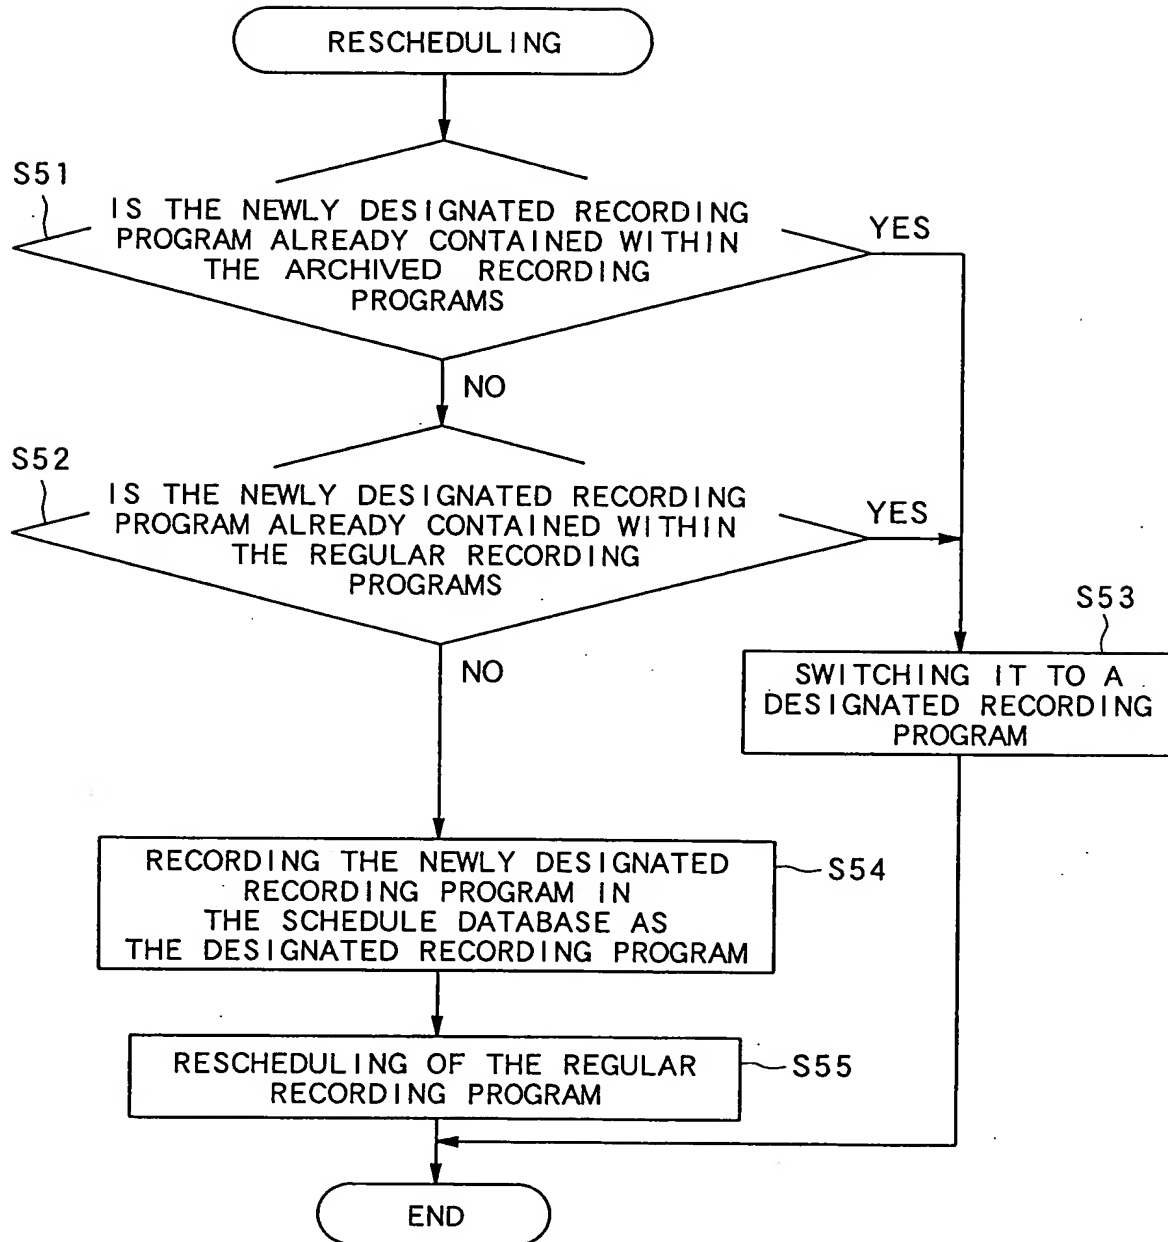 RESCHEDULING
S51
IS THE NEWLY DESIGNATED RECORDING
PROGRAM ALREADY CONTAINED WITHIN
THE ARCHIVED RECORDING
PROGRAMS
YES
NO
S52
IS THE NEWLY DESIGNATED RECORDING
PROGRAM ALREADY CONTAINED WITHIN
THE REGULAR RECORDING
PROGRAMS
YES
NO
S53
SWITCHING IT TO A
DESIGNATED RECORDING
PROGRAM
RECORDING THE NEWLY DESIGNATED
RECORDING PROGRAM IN
THE SCHEDULE DATABASE AS
THE DESIGNATED RECORDING PROGRAM
S54
RESCHEDULING OF THE REGULAR
RECORDING PROGRAM
S55
END